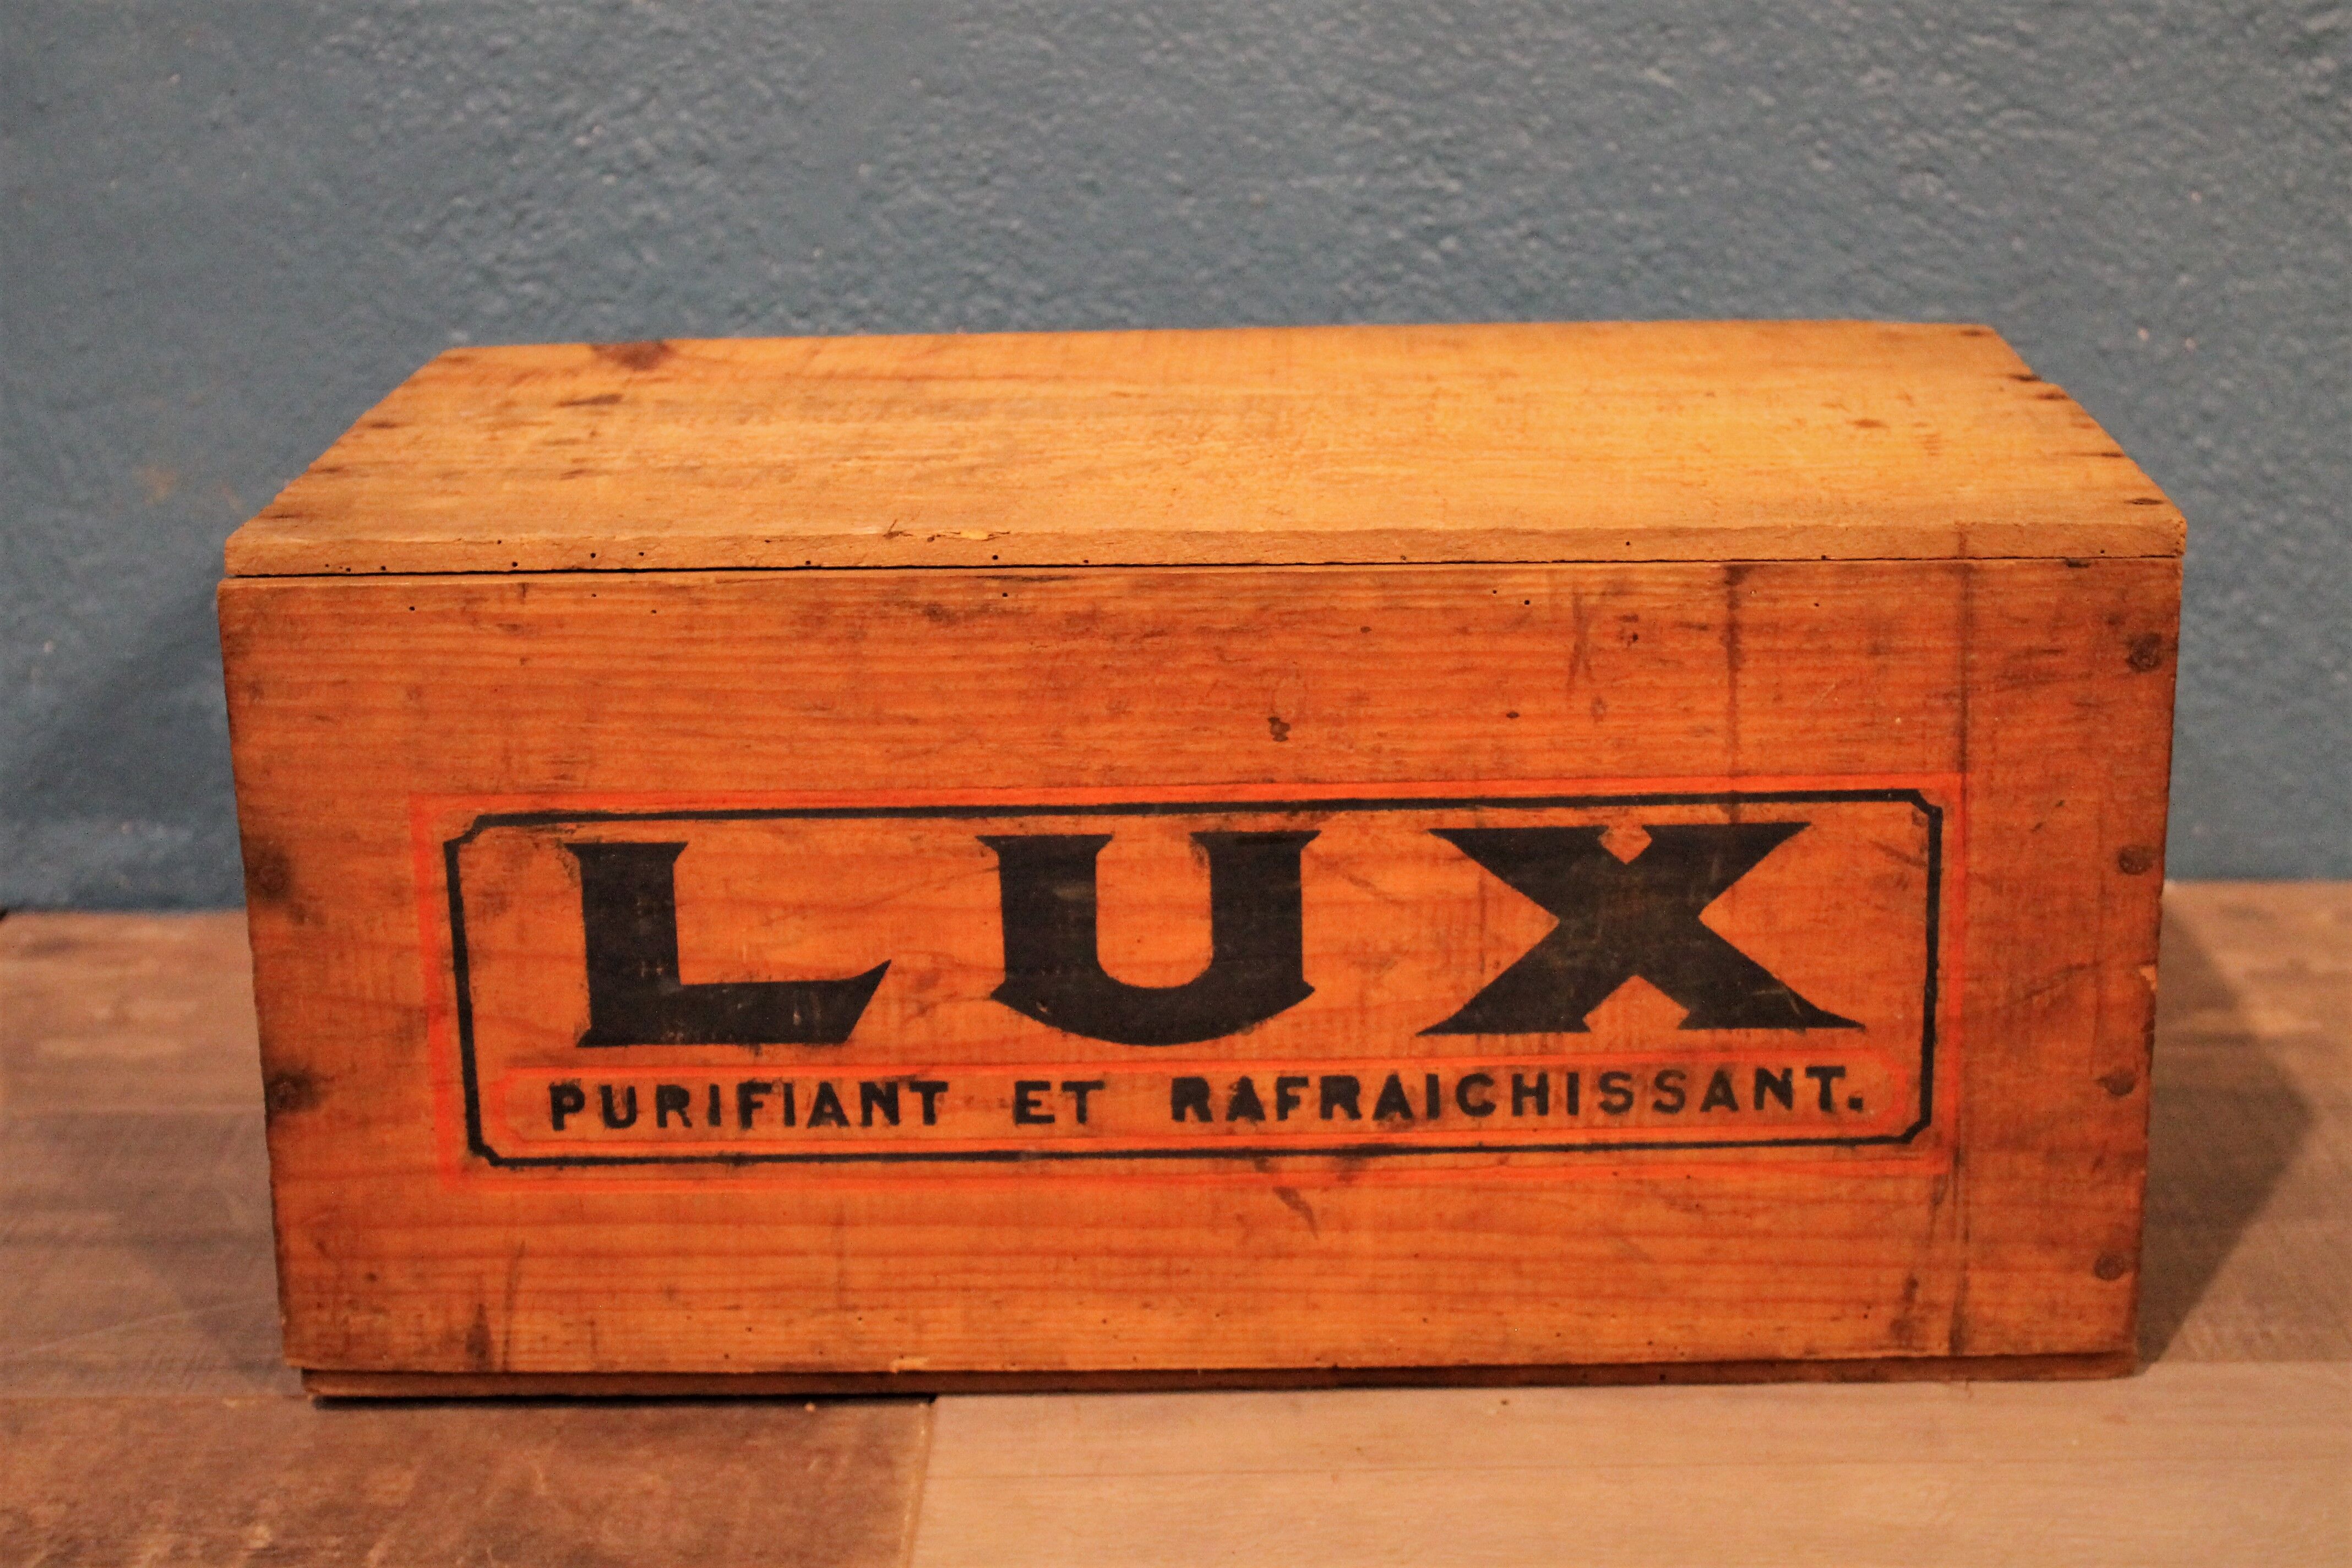 LUX
PURIFIANT ET RAFRAICHISSANT.